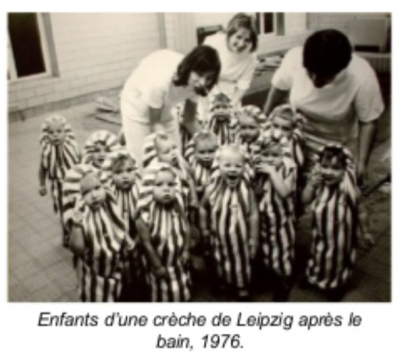 Enfants d'une crèche de Leipzig après le
bain, 1976.